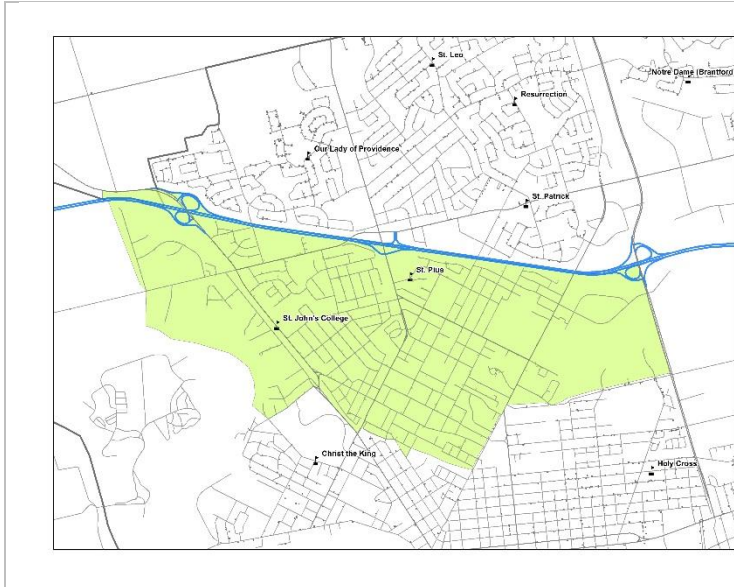 St. Leo
Notre Dame (Brantford
Resurrection
Our Lady of Providence
St. Patrick
St. Pius
St. John's College
Christ the King
Holy Cross